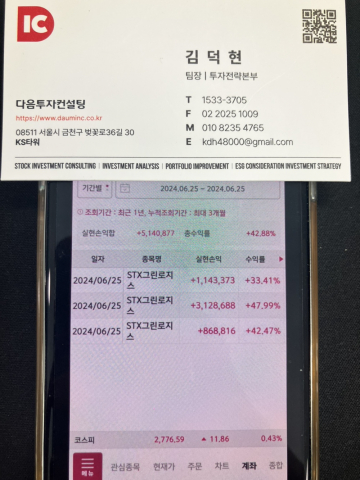 IC
김덕현
팀장 | 투자전략본부
다음투자컨설팅
https://www.dauminc.co.kr
08511 서울시 금천구 벚꽃로36길 30
KS타워
T 1533-3705
F 02 2025 1009
M 010 8235 4765
E kdh48000@gmail.com
STOCK INVESTMENT CONSULTING | INVESTMENT ANALYSIS | PORTFOLIO IMPROVEMENT | ESG CONSIDERATION INVESTMENT STRATEGY
기간별 2024.06.25 ~ 2024.06.25
조회기간 : 최근 1년, 누적조회기간 : 최대 3개월
실현손익합 +5,140,877 총수익률 +42.88%
일자 종목명 실현손익 수익률
2024/06/25 STX그린로지스 +1,143,373 +33.41%
2024/06/25 STX그린로지스 +3,128,688 +47.99%
2024/06/25 STX그린로지스 +868,816 +42.47%
코스피 2,776.59 ▲ 11.86 0.43%
메뉴 관심종목 현재가 주문 차트 계좌 종합